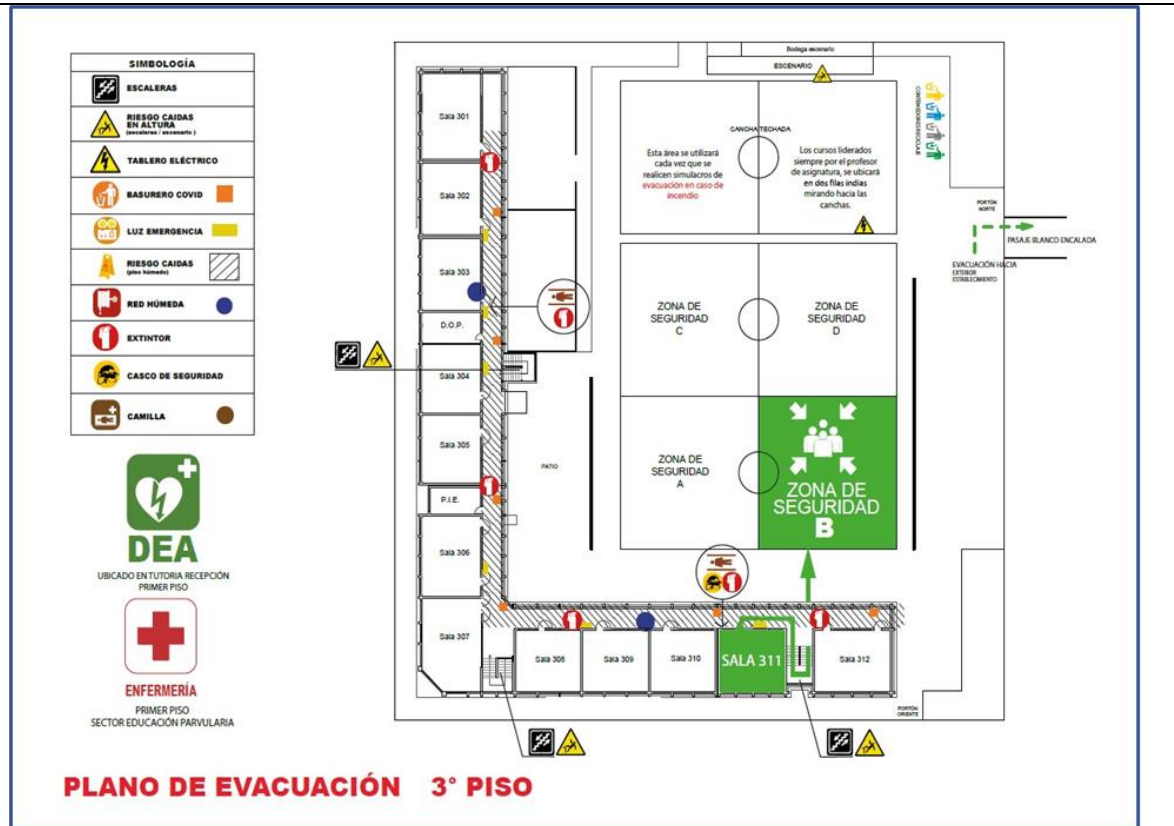 SIMBOLOGÍA
ESCALERAS
RIESGO CAIDAS
EN ALTURA
(escaleras / escenario )
TABLERO ELÉCTRICO
BASURERO COVID
LUZ EMERGENCIA
RIESGO CAIDAS
(piso húmedo)
RED HÚMEDA
EXTINTOR
CASCO DE SEGURIDAD
CAMILLA
DEA
UBICADO EN TUTORIA RECEPCIÓN
PRIMER PISO
ENFERMERÍA
PRIMER PISO
SECTOR EDUCACIÓN PARVULARIA
Bodega escenario
ESCENARIO
CONTENEDORES RECICLAJE
CANCHA TECHADA
Esta área se utilizará
cada vez que se
realicen simulacros de
evacuación en caso de
incendio
Los cursos liderados
siempre por el profesor
de asignatura, se ubicará
en dos filas indias
mirando hacia las
canchas.
PORTÓN
NORTE
PASAJE BLANCO ENCALADA
EVACUACIÓN HACIA
EXTERIOR
ESTABLECIMIENTO
Sala 301
Sala 302
Sala 303
D.O.P.
Sala 304
Sala 305
P.I.E.
Sala 306
Sala 307
Sala 308
Sala 309
Sala 310
SALA 311
Sala 312
PATIO
ZONA DE
SEGURIDAD
C
ZONA DE
SEGURIDAD
D
ZONA DE
SEGURIDAD
A
ZONA DE
SEGURIDAD
B
PORTÓN
ORIENTE
PLANO DE EVACUACIÓN 3° PISO